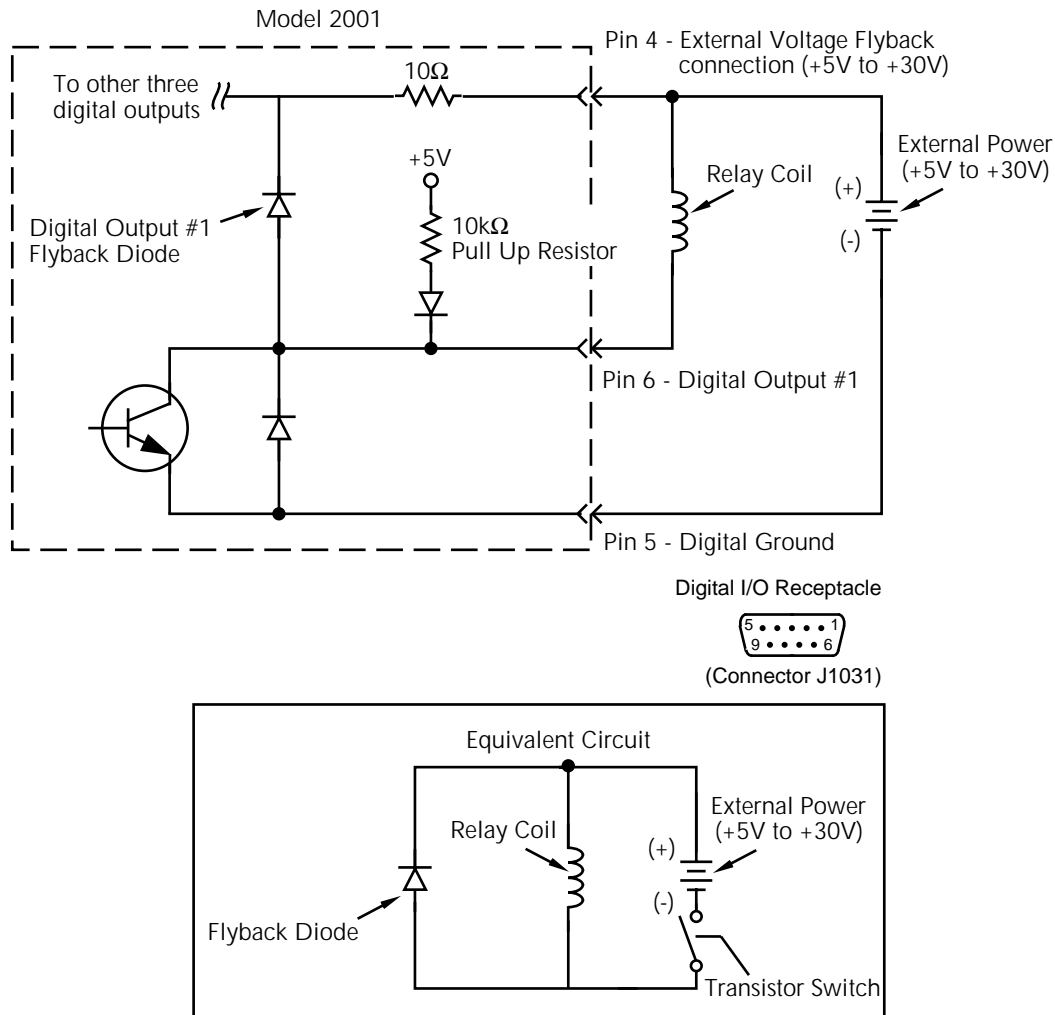 Model 2001
Pin 4 - External Voltage Flyback
connection (+5V to +30V)
To other three
digital outputs
10Ω
+5V
External Power
(+5V to +30V)
Relay Coil
(+)
(-)
Digital Output #1
Flyback Diode
10kΩ
Pull Up Resistor
Pin 6 - Digital Output #1
Pin 5 - Digital Ground
Digital I/O Receptacle
5 1
9 6
(Connector J1031)
Equivalent Circuit
Relay Coil
External Power
(+5V to +30V)
(+)
(-)
Flyback Diode
Transistor Switch